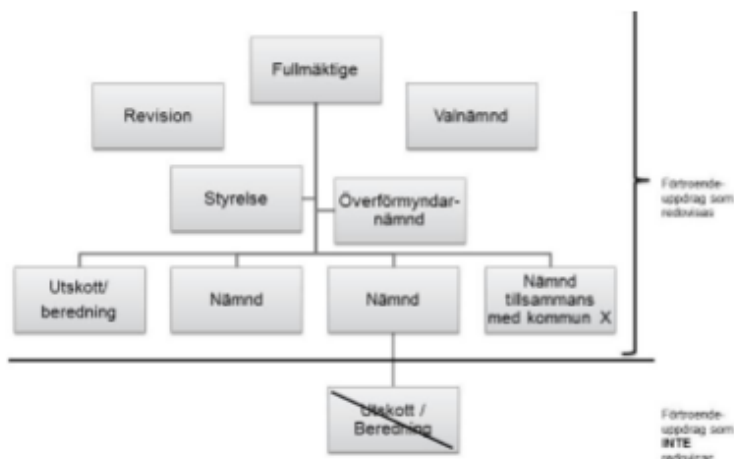 Fullmäktige
Revision
Valnämnd
Styrelse
Överförmyndar-
nämnd
Förtroende-
uppdrag som
redovisas
Utskott/
beredning
Nämnd
Nämnd
Nämnd
tillsammans
med kommun X
Utskott /
Beredning
Förtroende-
uppdrag som
INTE
redovisas